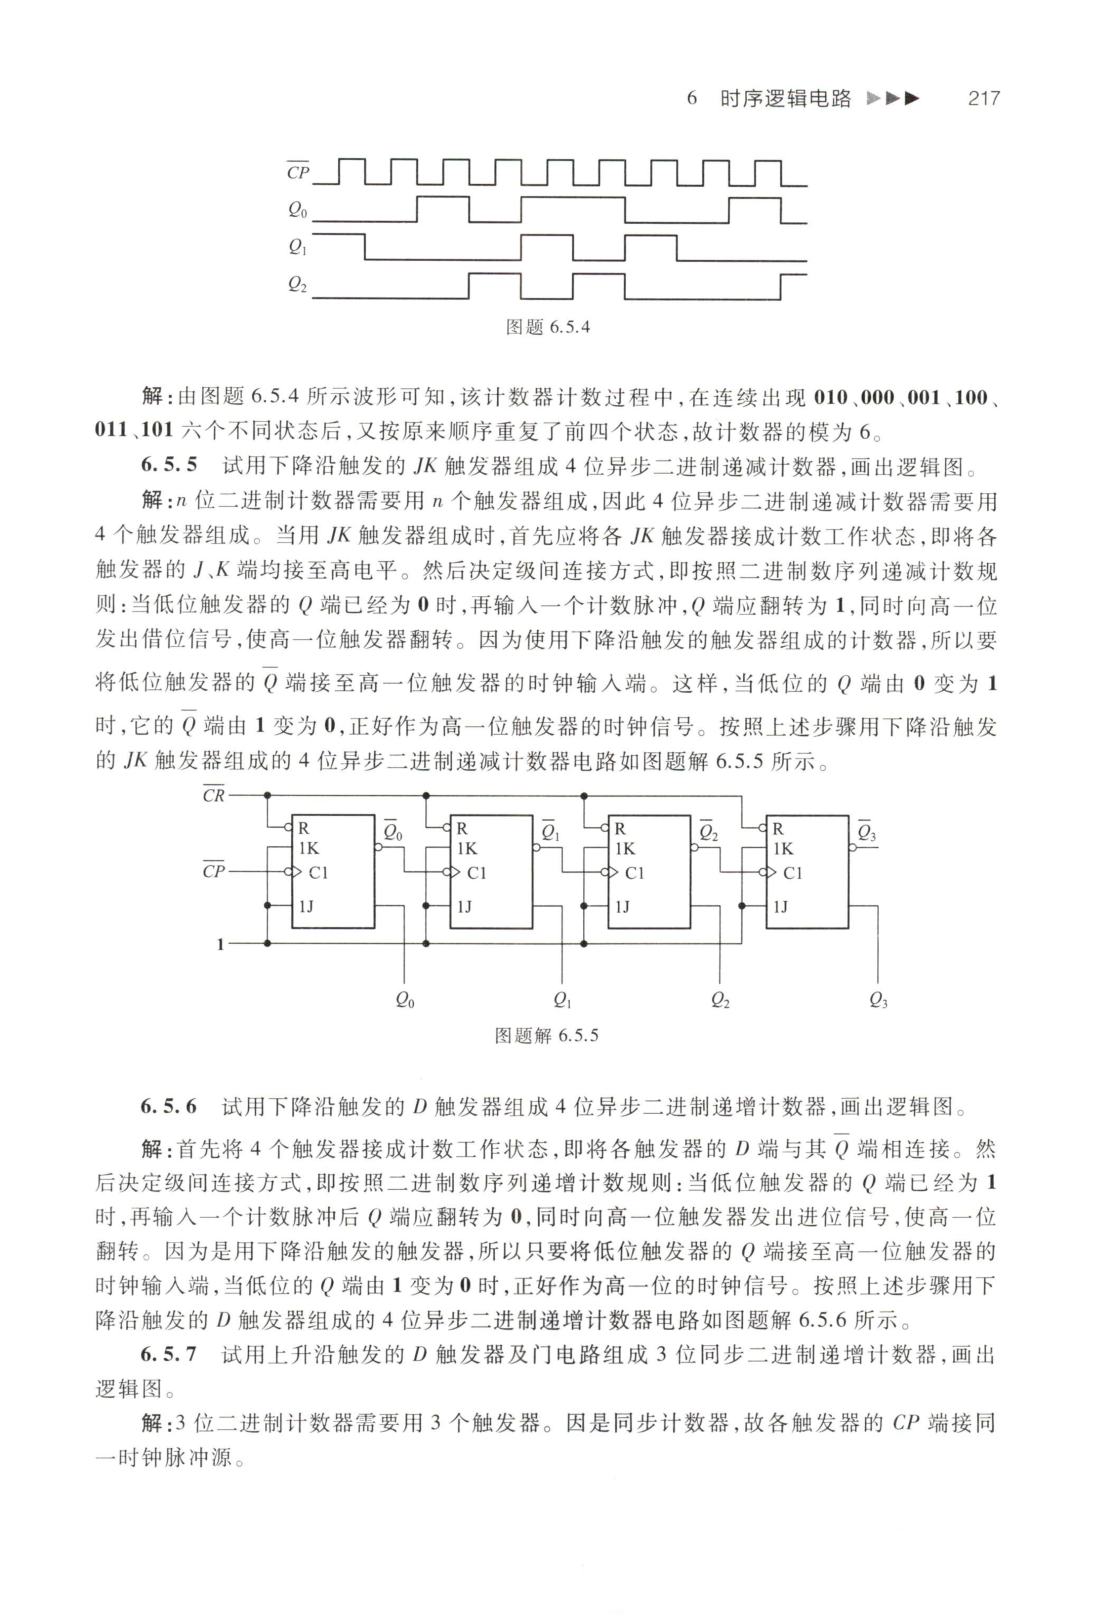 6 时序逻辑电路 ▶▶▶ 217
C̅P̅
Q₀
Q₁
Q₂
图题 6.5.4
解:由图题 6.5.4 所示波形可知,该计数器计数过程中,在连续出现 010、000、001、100、
011、101 六个不同状态后,又按原来顺序重复了前四个状态,故计数器的模为 6。
6.5.5 试用下降沿触发的 JK 触发器组成 4 位异步二进制递减计数器,画出逻辑图。
解:n 位二进制计数器需要用 n 个触发器组成,因此 4 位异步二进制递减计数器需要用
4 个触发器组成。当用 JK 触发器组成时,首先应将各 JK 触发器接成计数工作状态,即将各
触发器的 J、K 端均接至高电平。然后决定级间连接方式,即按照二进制数序列递减计数规
则:当低位触发器的 Q 端已经为 0 时,再输入一个计数脉冲,Q 端应翻转为 1,同时向高一位
发出借位信号,使高一位触发器翻转。因为使用下降沿触发的触发器组成的计数器,所以要
将低位触发器的 Q̅ 端接至高一位触发器的时钟输入端。这样,当低位的 Q 端由 0 变为 1
时,它的 Q̅ 端由 1 变为 0,正好作为高一位触发器的时钟信号。按照上述步骤用下降沿触发
的 JK 触发器组成的 4 位异步二进制递减计数器电路如图题解 6.5.5 所示。
C̅R̅
R Q̅₀ R Q̅₁ R Q̅₂ R Q̅₃
1K 1K 1K 1K
C̅P̅ C1 C1 C1 C1
1J 1J 1J 1J
1
Q₀ Q₁ Q₂ Q₃
图题解 6.5.5
6.5.6 试用下降沿触发的 D 触发器组成 4 位异步二进制递增计数器,画出逻辑图。
解:首先将 4 个触发器接成计数工作状态,即将各触发器的 D 端与其 Q̅ 端相连接。然
后决定级间连接方式,即按照二进制数序列递增计数规则:当低位触发器的 Q 端已经为 1
时,再输入一个计数脉冲后 Q 端应翻转为 0,同时向高一位触发器发出进位信号,使高一位
翻转。因为是用下降沿触发的触发器,所以只要将低位触发器的 Q 端接至高一位触发器的
时钟输入端,当低位的 Q 端由 1 变为 0 时,正好作为高一位的时钟信号。按照上述步骤用下
降沿触发的 D 触发器组成的 4 位异步二进制递增计数器电路如图题解 6.5.6 所示。
6.5.7 试用上升沿触发的 D 触发器及门电路组成 3 位同步二进制递增计数器,画出
逻辑图。
解:3 位二进制计数器需要用 3 个触发器。因是同步计数器,故各触发器的 CP 端接同
一时钟脉冲源。